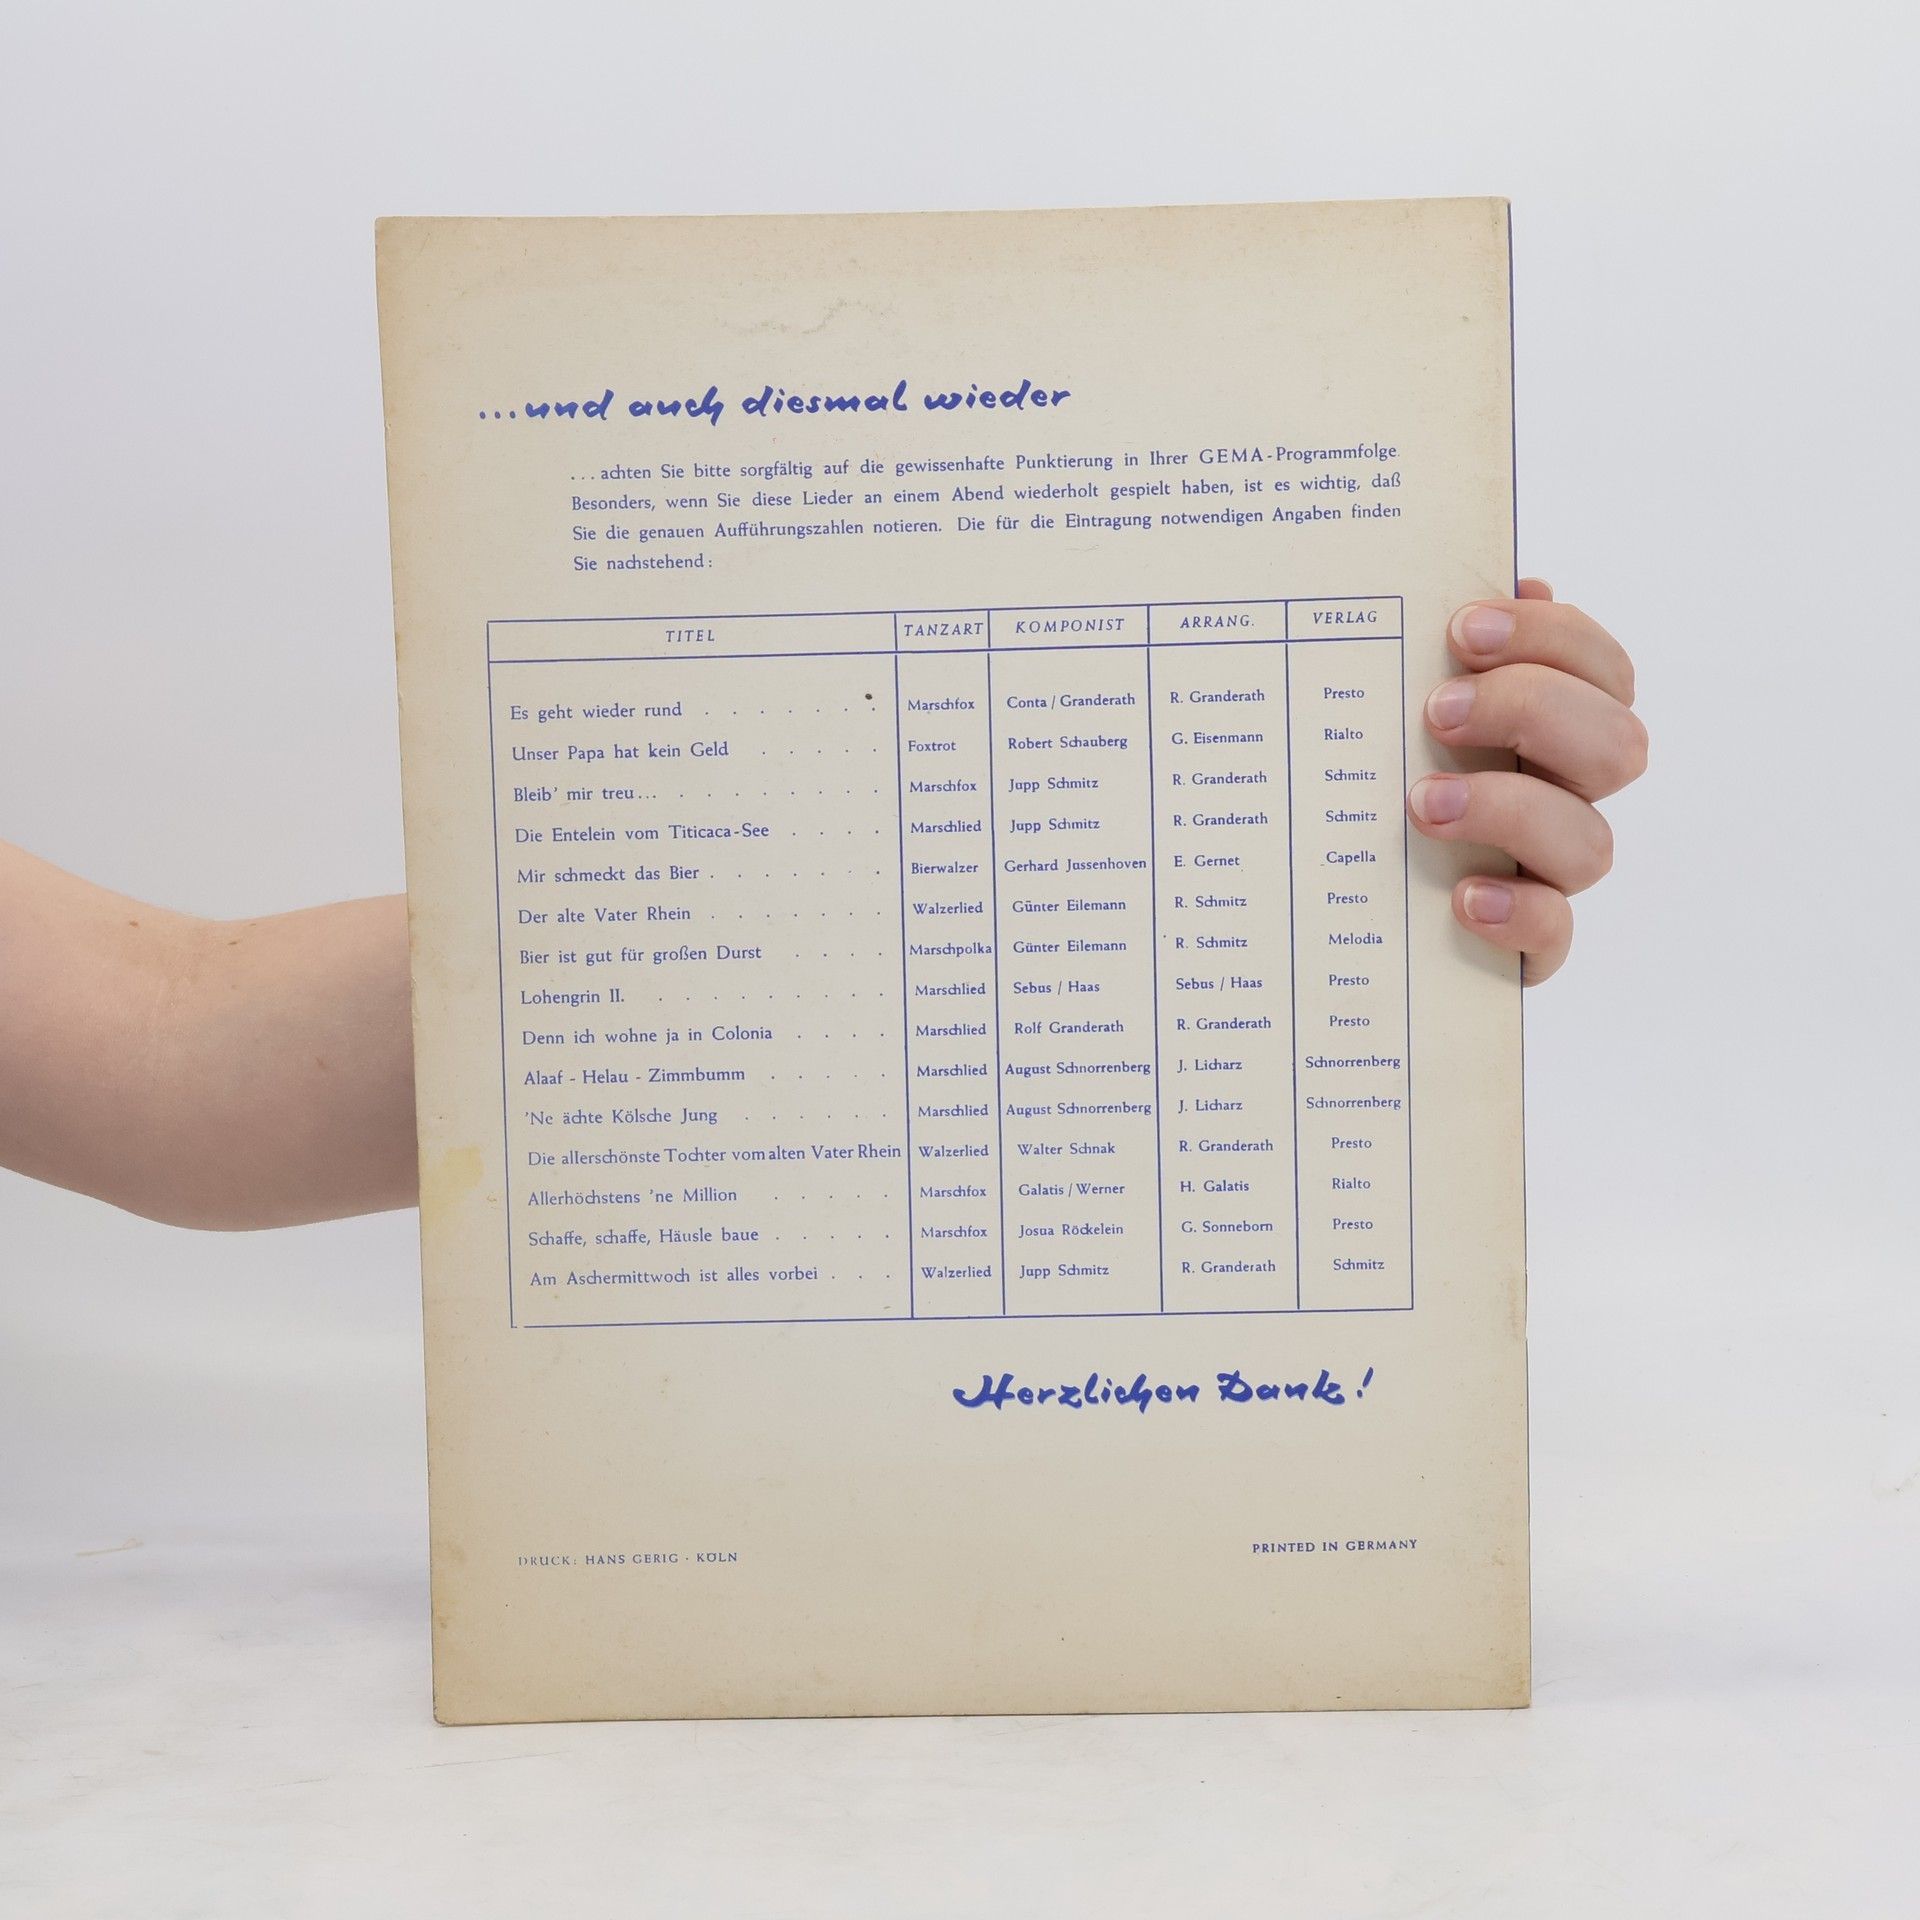 ...und auch diesmal wieder
... achten Sie bitte sorgfältig auf die gewissenhafte Punktierung in Ihrer GEMA-Programmfolge.
Besonders, wenn Sie diese Lieder an einem Abend wiederholt gespielt haben, ist es wichtig, daß
Sie die genauen Aufführungszahlen notieren. Die für die Eintragung notwendigen Angaben finden
Sie nachstehend:
TITEL TANZART KOMPONIST ARRANG. VERLAG
Es geht wieder rund . . . . . . . Marschfox Conta / Granderath R. Granderath Presto
Unser Papa hat kein Geld . . . . . Foxtrot Robert Schauberg G. Eisenmann Rialto
Bleib' mir treu... . . . . . . . . . Marschfox Jupp Schmitz R. Granderath Schmitz
Die Entelein vom Titicaca-See . . . . Marschlied Jupp Schmitz R. Granderath Schmitz
Mir schmeckt das Bier . . . . . . . Bierwalzer Gerhard Jussenhoven E. Gernet Capella
Der alte Vater Rhein . . . . . . . Walzerlied Günter Eilemann R. Schmitz Presto
Bier ist gut für großen Durst . . . . Marschpolka Günter Eilemann R. Schmitz Melodia
Lohengrin II. . . . . . . . . . Marschlied Sebus / Haas Sebus / Haas Presto
Denn ich wohne ja in Colonia . . . . Marschlied Rolf Granderath R. Granderath Presto
Alaaf - Helau - Zimmbumm . . . . . Marschlied August Schnorrenberg J. Licharz Schnorrenberg
'Ne ächte Kölsche Jung . . . . . . Marschlied August Schnorrenberg J. Licharz Schnorrenberg
Die allerschönste Tochter vom alten Vater Rhein Walzerlied Walter Schnak R. Granderath Presto
Allerhöchstens 'ne Million . . . . . Marschfox Galatis / Werner H. Galatis Rialto
Schaffe, schaffe, Häusle baue . . . . . Marschfox Josua Röckelein G. Sonneborn Presto
Am Aschermittwoch ist alles vorbei . . . Walzerlied Jupp Schmitz R. Granderath Schmitz
Herzlichen Dank!
DRUCK: HANS GERIG · KÖLN PRINTED IN GERMANY